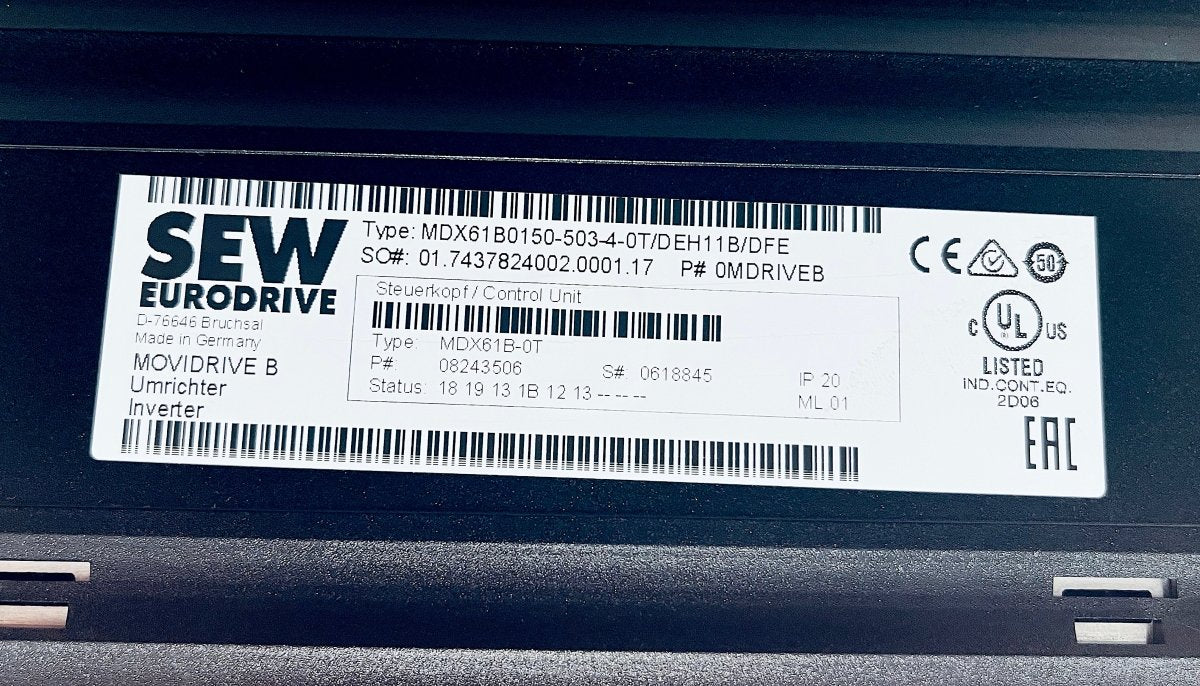 SEW
EURODRIVE
D-76646 Bruchsal
Made in Germany
MOVIDRIVE B
Umrichter
Inverter
Type: MDX61B0150-503-4-0T/DEH11B/DFE
SO#: 01.7437824002.0001.17 P# 0MDRIVEB
Steuerkopf / Control Unit
Type: MDX61B-0T
P#: 08243506 S#: 0618845
Status: 18 19 13 1B 12 13 -- -- --
IP 20
ML 01
CE
50
C UL US
LISTED
IND.CONT.EQ.
2D06
EAC